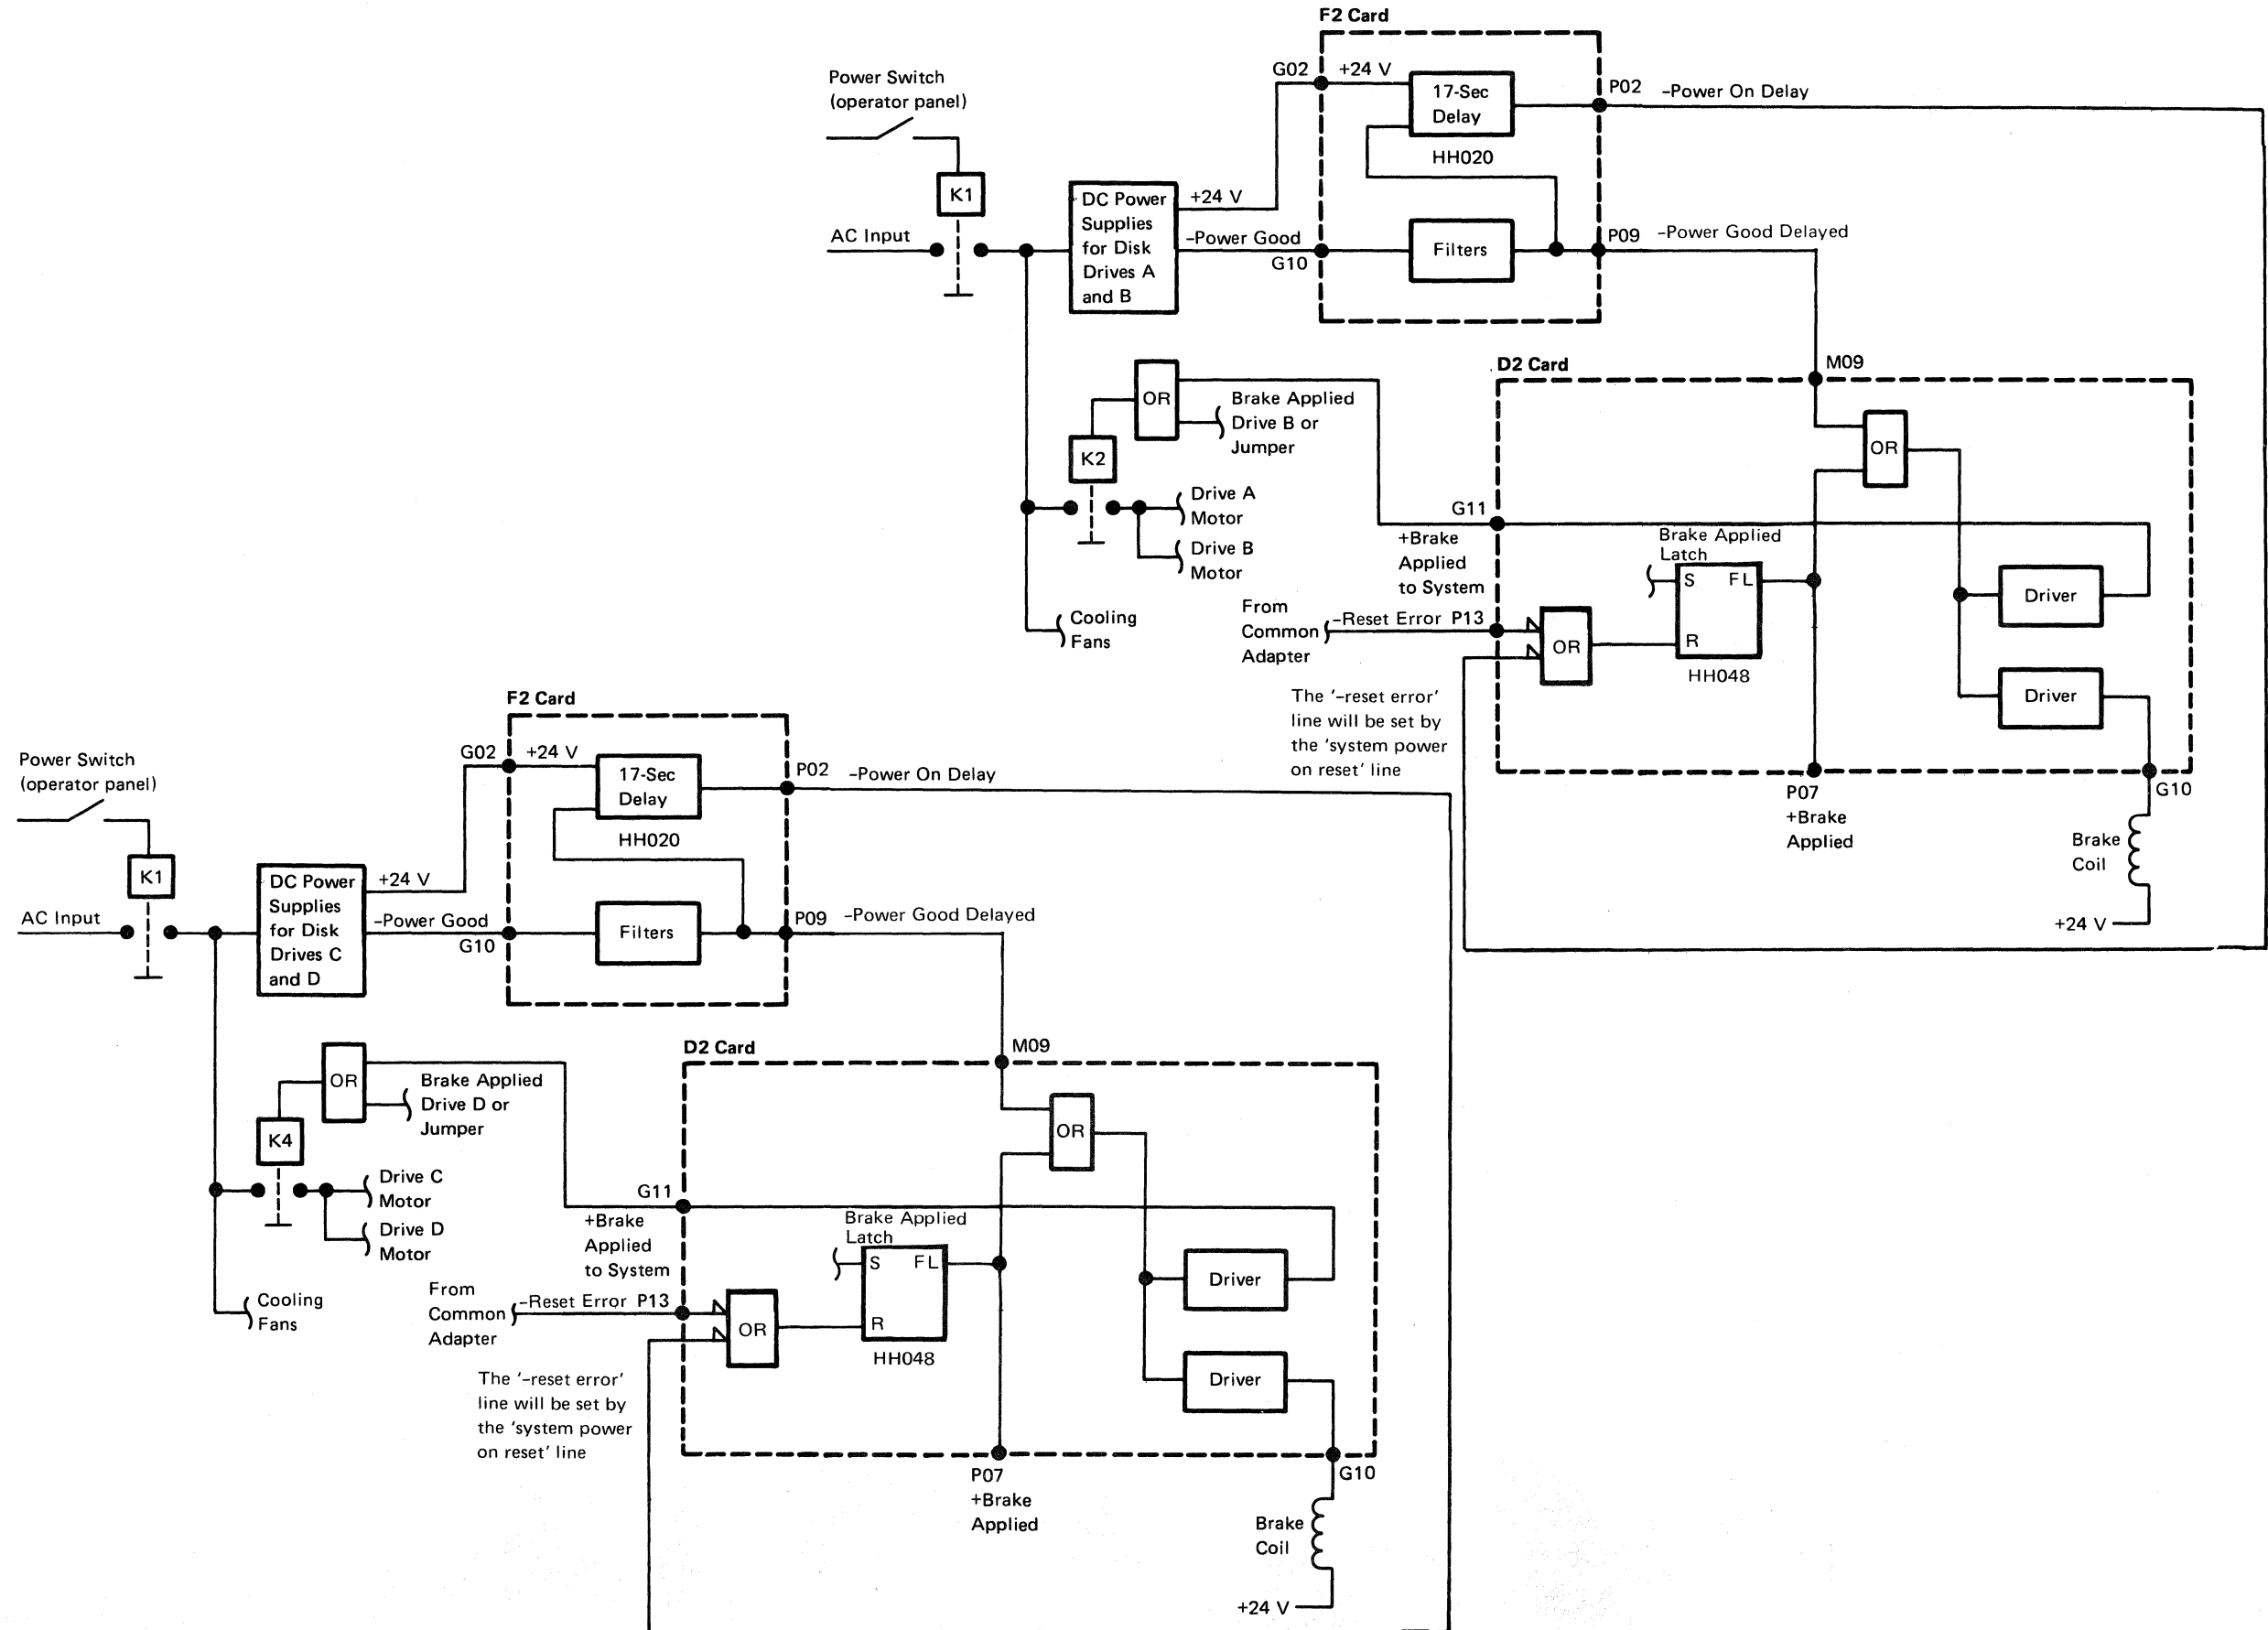 F2 Card
Power Switch
(operator panel)
G02
+24 V
17-Sec
Delay
HH020
P02
–Power On Delay
K1
DC Power
Supplies
for Disk
Drives A
and B
+24 V
AC Input
–Power Good
G10
Filters
P09
–Power Good Delayed
D2 Card
M09
OR
Brake Applied
Drive B or
Jumper
K2
OR
Drive A
Motor
Drive B
Motor
G11
+Brake
Applied
to System
Brake Applied
Latch
S
FL
R
HH048
Driver
Driver
Cooling
Fans
From
Common
Adapter
–Reset Error P13
OR
The '–reset error'
line will be set by
the 'system power
on reset' line
P07
+Brake
Applied
G10
Brake
Coil
+24 V
F2 Card
Power Switch
(operator panel)
G02
+24 V
17-Sec
Delay
HH020
P02
–Power On Delay
K1
DC Power
Supplies
for Disk
Drives C
and D
+24 V
AC Input
–Power Good
G10
Filters
P09
–Power Good Delayed
D2 Card
M09
OR
Brake Applied
Drive D or
Jumper
K4
OR
Drive C
Motor
Drive D
Motor
G11
+Brake
Applied
to System
Brake Applied
Latch
S
FL
R
HH048
Driver
Driver
Cooling
Fans
From
Common
Adapter
–Reset Error P13
OR
The '–reset error'
line will be set by
the 'system power
on reset' line
P07
+Brake
Applied
G10
Brake
Coil
+24 V